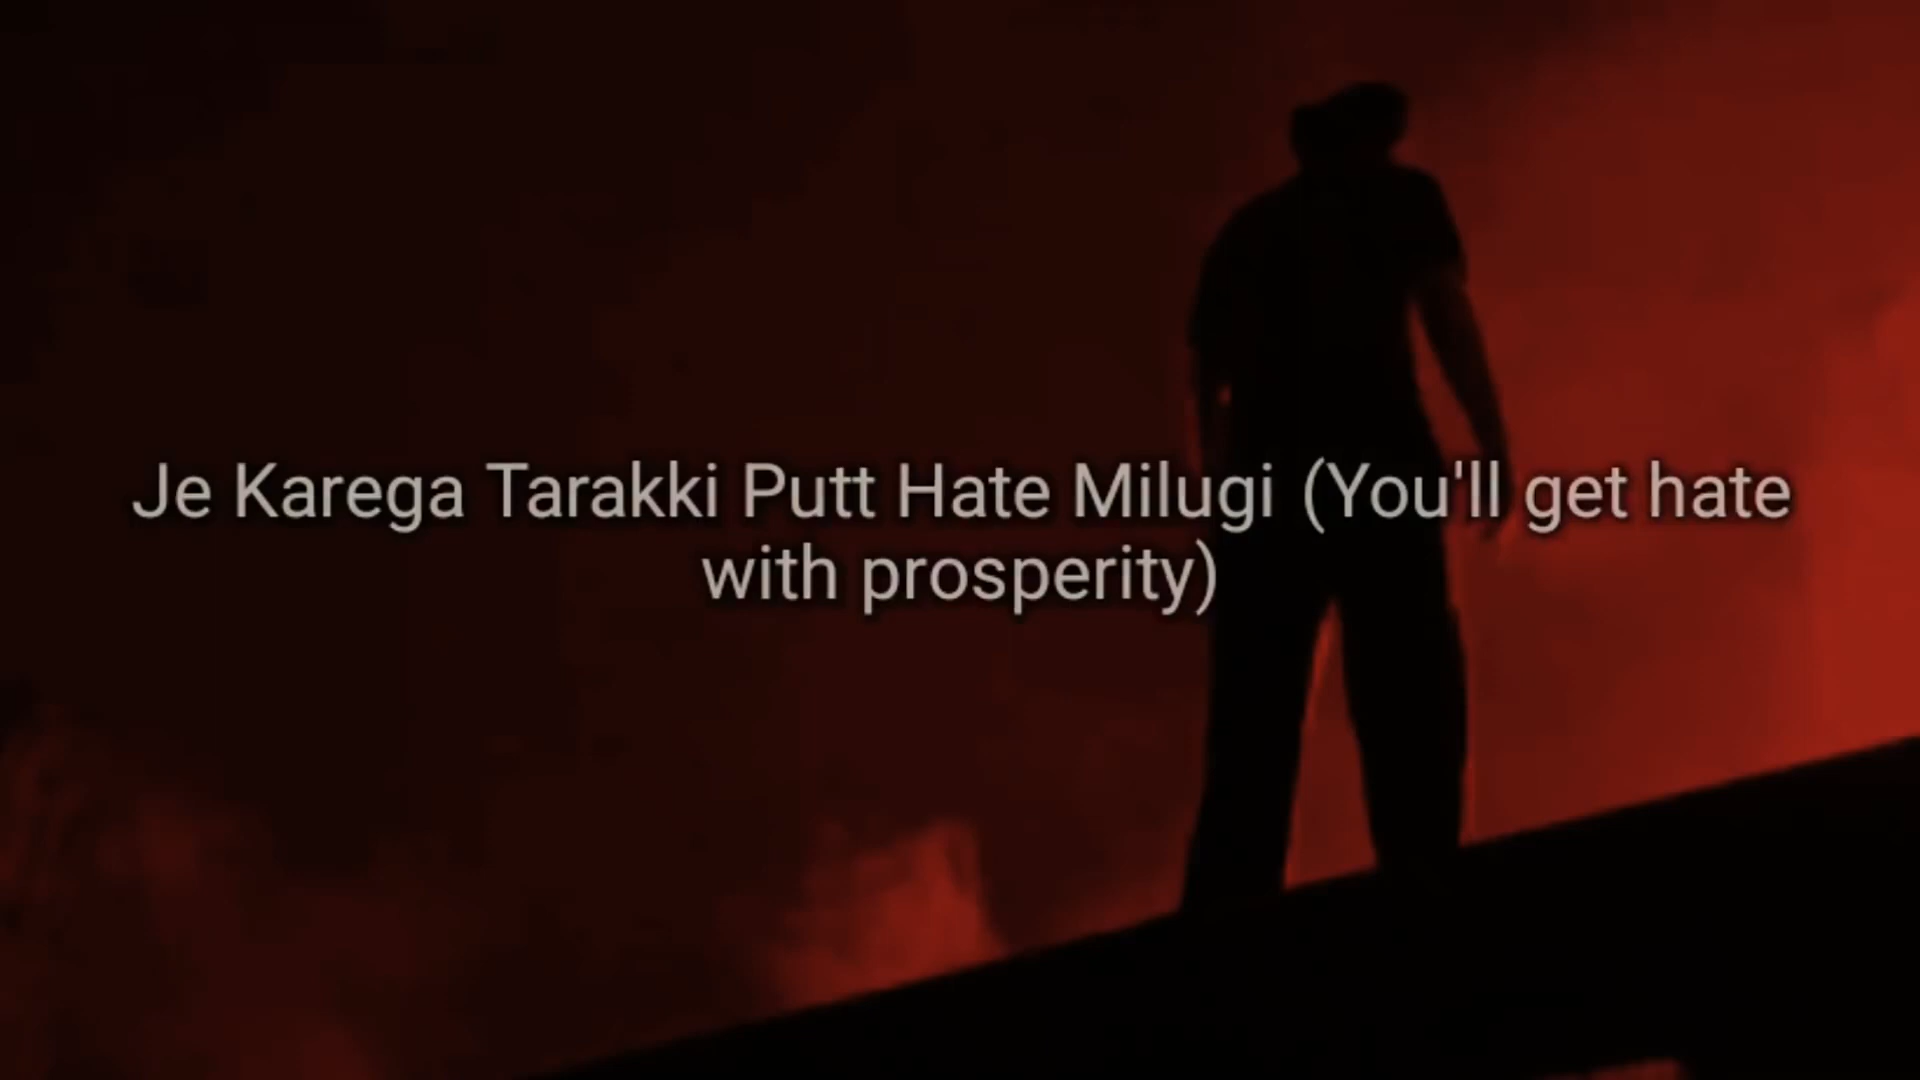 Je Karega Tarakki Putt Hate Milugi (You'll get hate
with prosperity)